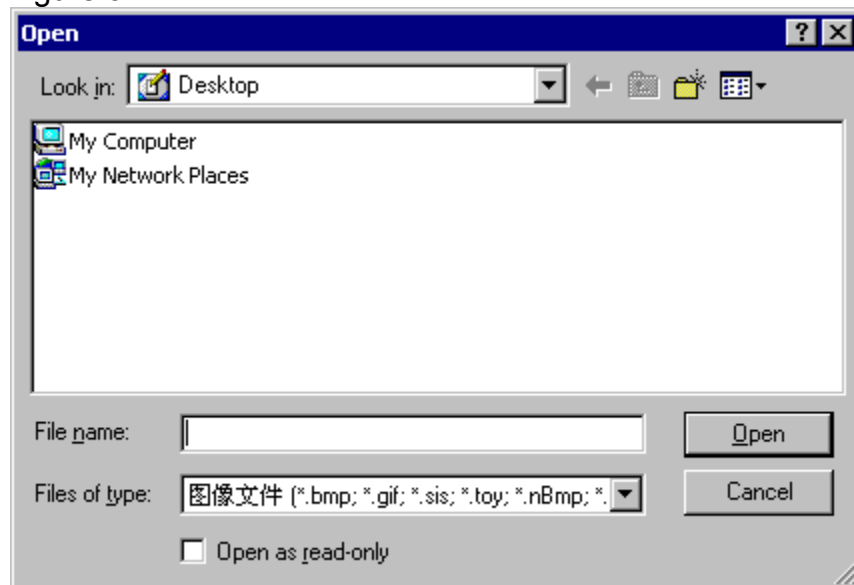 Open
Look in: Desktop
My Computer
My Network Places
File name: Open
Files of type: 图像文件 (*.bmp; *.gif; *.sis; *.toy; *.nBmp; *. Cancel
Open as read-only